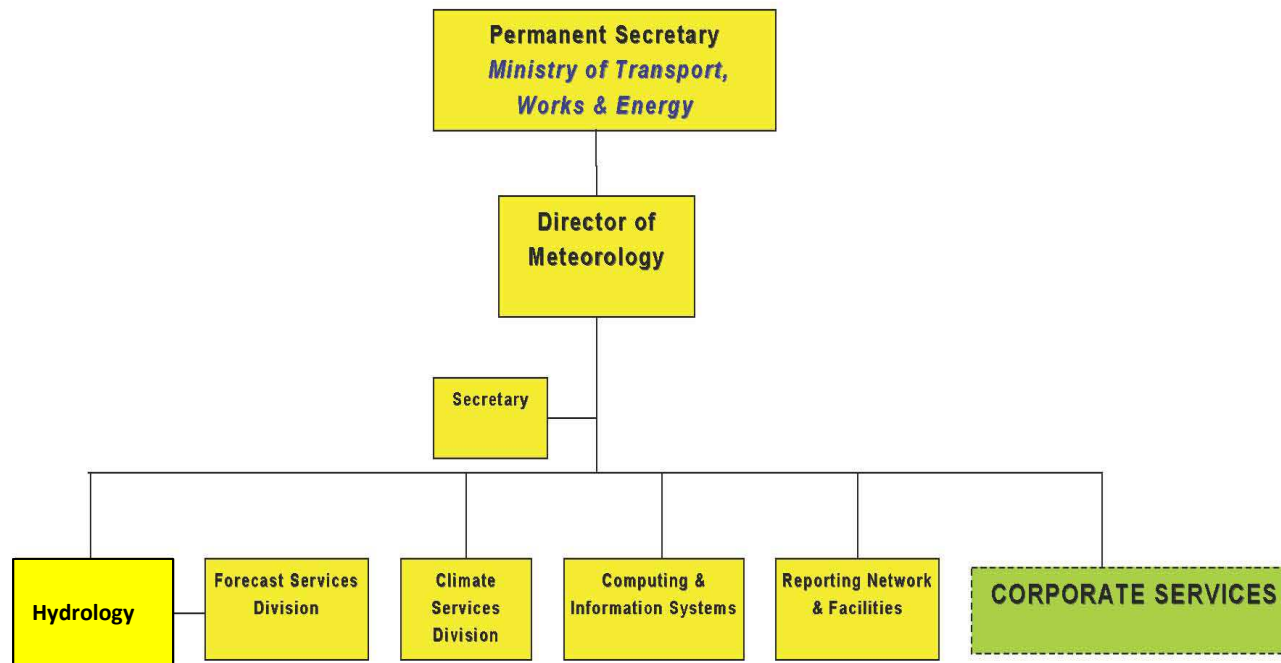 Permanent Secretary
Ministry of Transport,
Works & Energy
Director of
Meteorology
Secretary
Hydrology
Forecast Services
Division
Climate
Services
Division
Computing &
Information Systems
Reporting Network
& Facilities
CORPORATE SERVICES